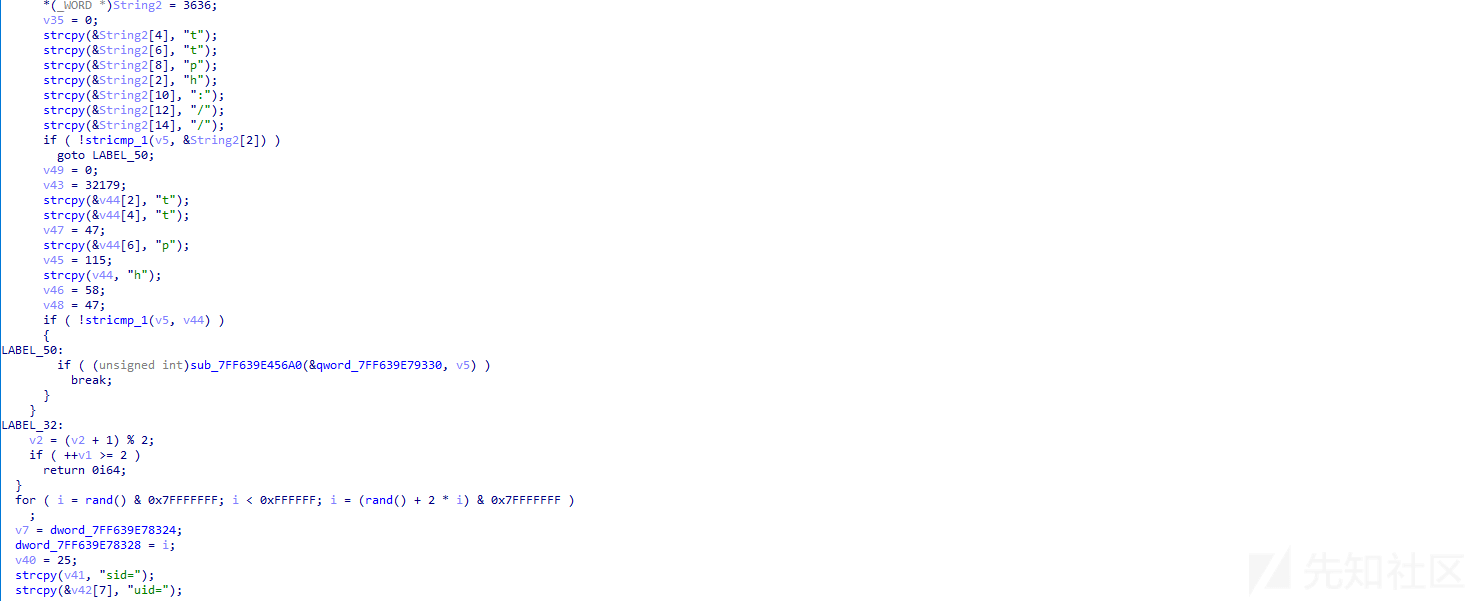 *(_WORD *)String2 = 3636;
v35 = 0;
strcpy(&String2[4], "t");
strcpy(&String2[6], "t");
strcpy(&String2[8], "p");
strcpy(&String2[2], "h");
strcpy(&String2[10], ":");
strcpy(&String2[12], "/");
strcpy(&String2[14], "/");
if ( !stricmp_1(v5, &String2[2]) )
goto LABEL_50;
v49 = 0;
v43 = 32179;
strcpy(&v44[2], "t");
strcpy(&v44[4], "t");
v47 = 47;
strcpy(&v44[6], "p");
v45 = 115;
strcpy(v44, "h");
v46 = 58;
v48 = 47;
if ( !stricmp_1(v5, v44) )
{
LABEL_50:
if ( (unsigned int)sub_7FF639E456A0(&qword_7FF639E79330, v5) )
break;
}
}
LABEL_32:
v2 = (v2 + 1) % 2;
if ( ++v1 >= 2 )
return 0i64;
}
for ( i = rand() & 0x7FFFFFFF; i < 0xFFFFFF; i = (rand() + 2 * i) & 0x7FFFFFFF )
;
v7 = dword_7FF639E78324;
dword_7FF639E78328 = i;
v40 = 25;
strcpy(v41, "sid=");
strcpy(&v42[7], "uid=");
先知社区